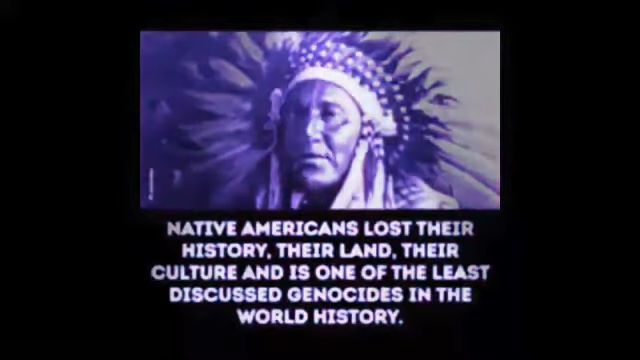 NATIVE AMERICANS LOST THEIR
HISTORY, THEIR LAND, THEIR
CULTURE AND IS ONE OF THE LEAST
DISCUSSED GENOCIDES IN THE
WORLD HISTORY.